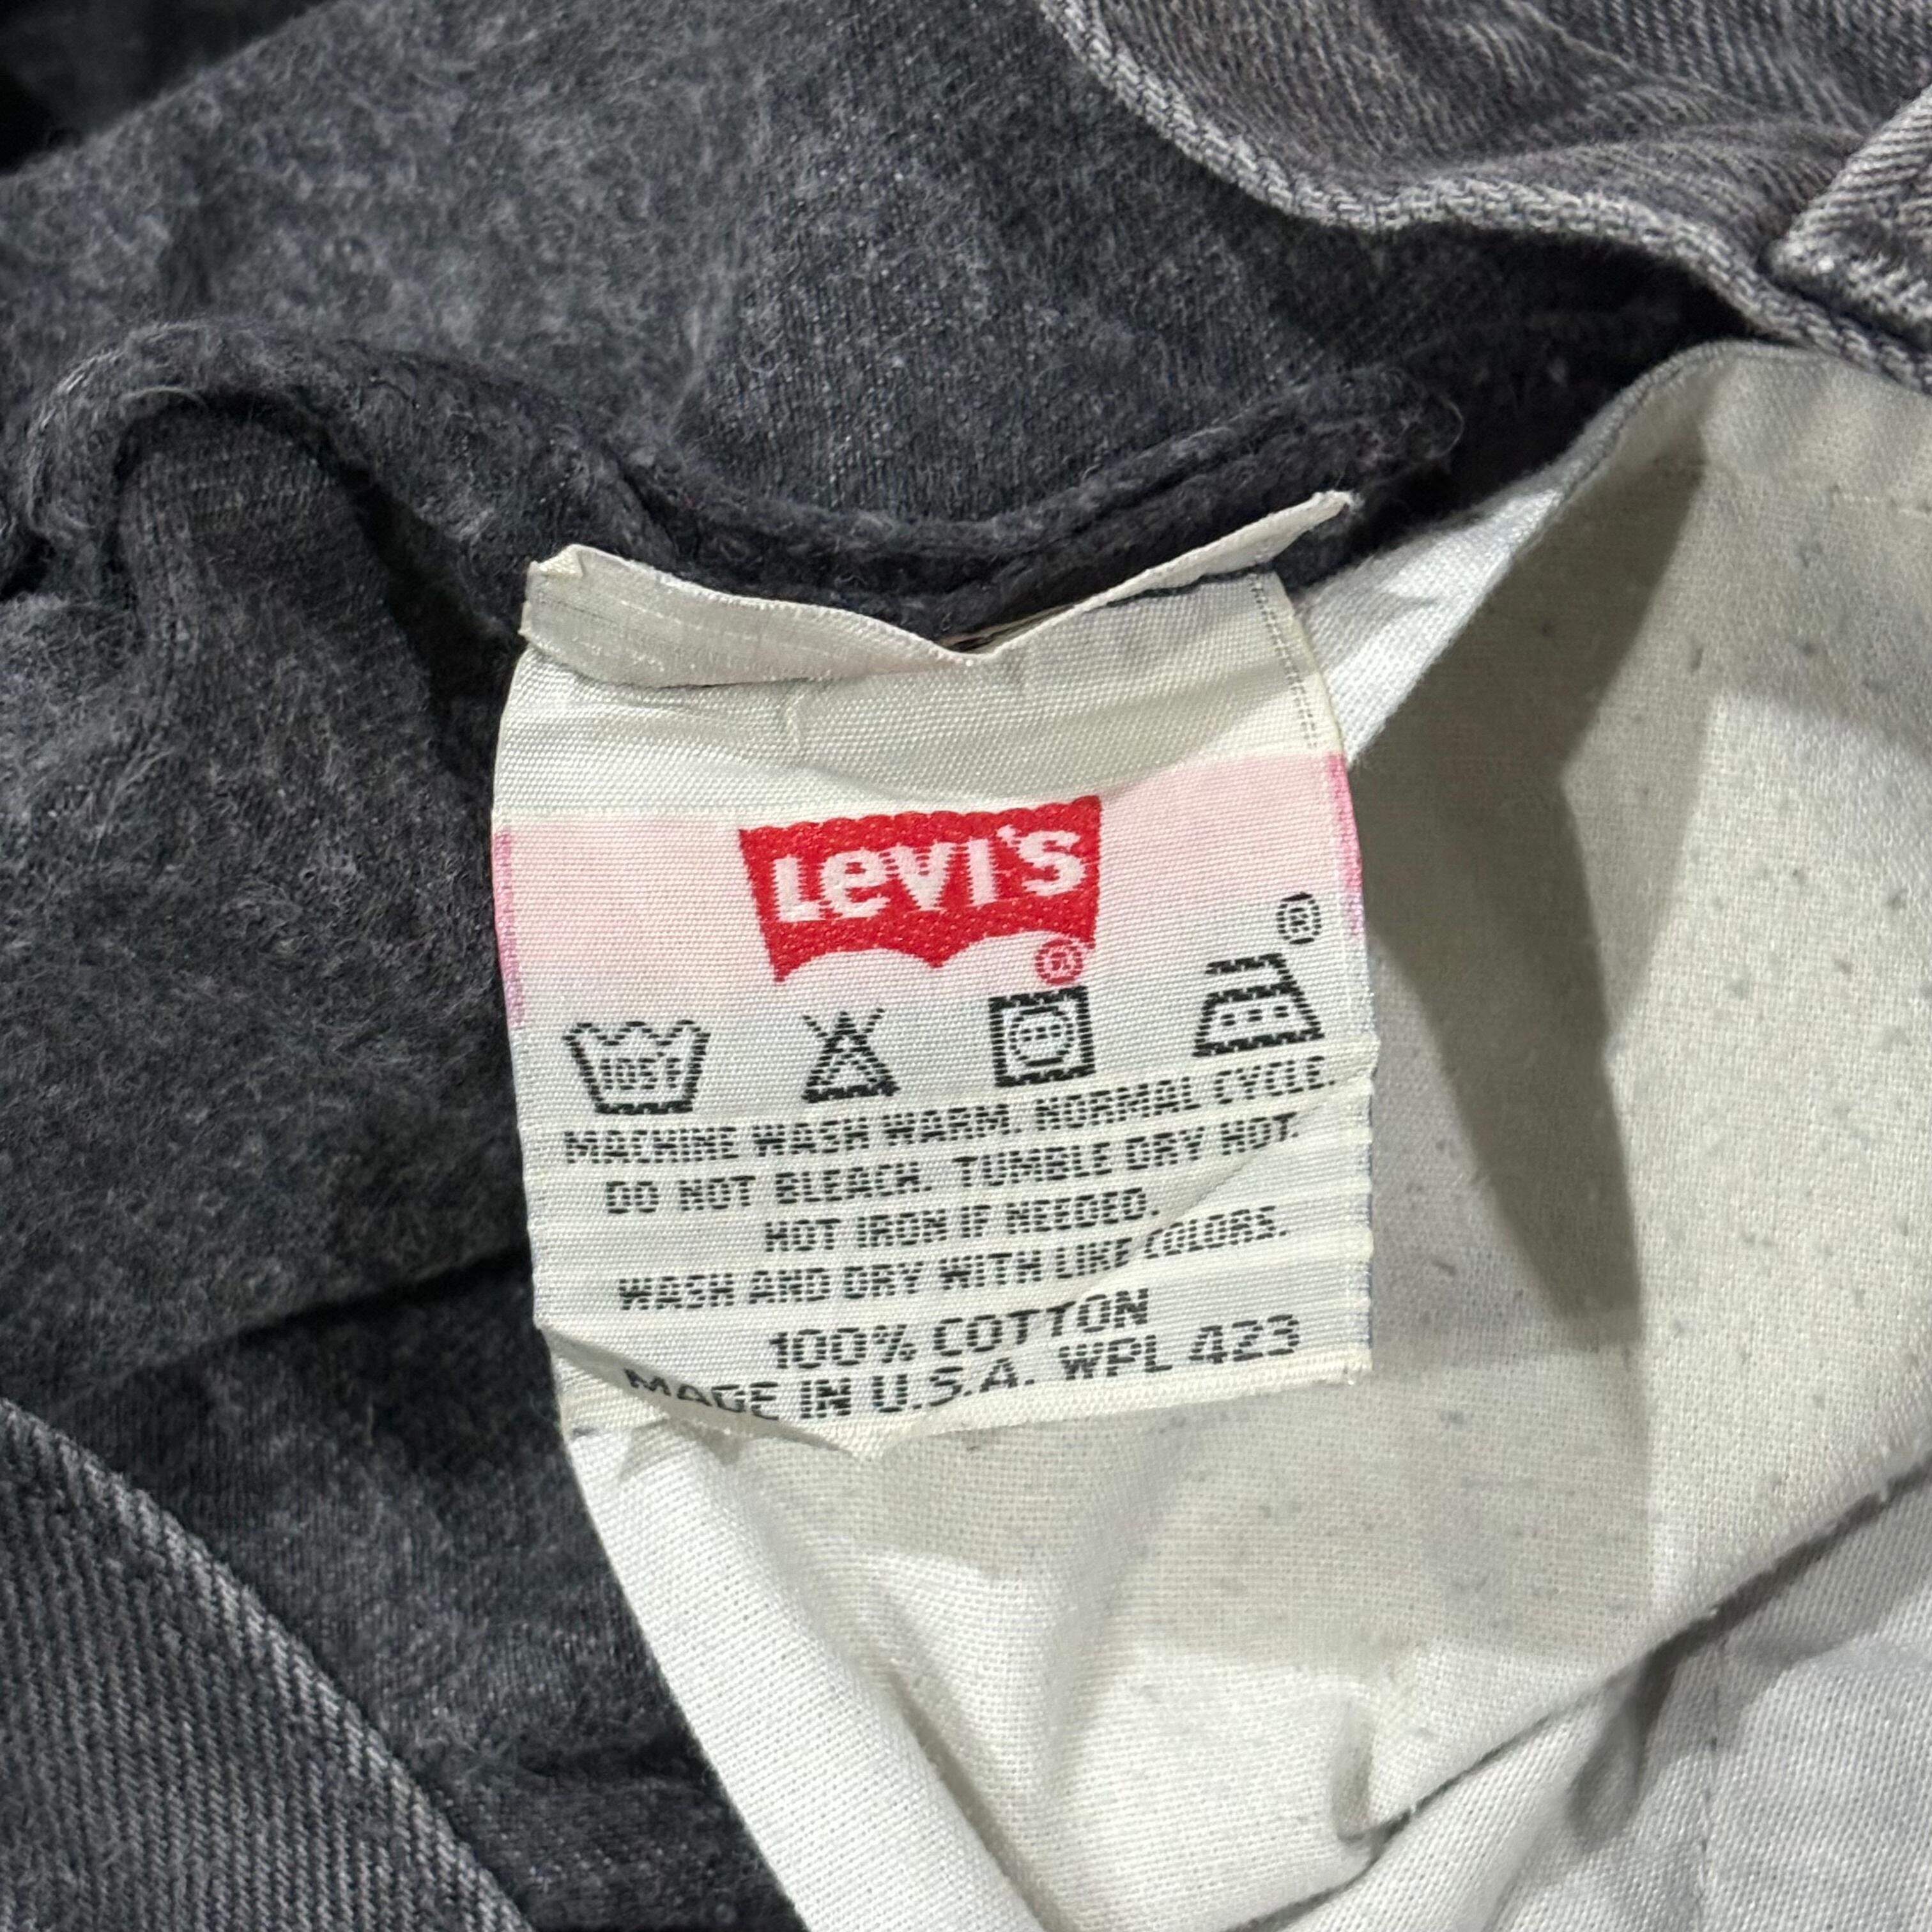 Levi's ®
®
105F
MACHINE WASH WARM. NORMAL CYCLE.
DO NOT BLEACH. TUMBLE DRY HOT.
HOT IRON IF NEEDED.
WASH AND DRY WITH LIKE COLORS.
100% COTTON
MADE IN U.S.A. WPL 423